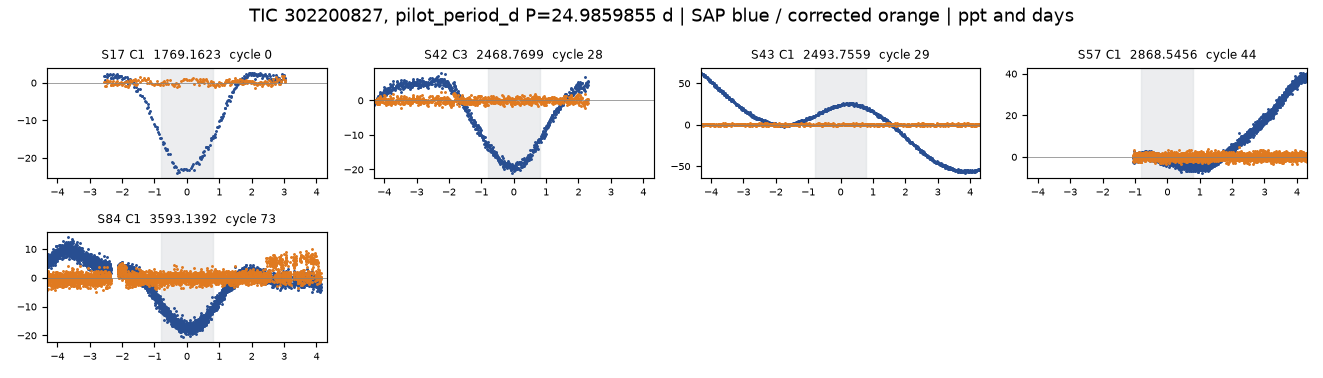 TIC 302200827, pilot_period_d P=24.9859855 d | SAP blue / corrected orange | ppt and days
S17 C1  1769.1623  cycle 0
S42 C3  2468.7699  cycle 28
S43 C1  2493.7559  cycle 29
S57 C1  2868.5456  cycle 44
0
−10
−20
−4 −3 −2 −1 0 1 2 3 4
0
−10
−20
−4 −3 −2 −1 0 1 2 3 4
50
0
−50
−4 −3 −2 −1 0 1 2 3 4
40
20
0
−4 −3 −2 −1 0 1 2 3 4
S84 C1  3593.1392  cycle 73
10
0
−10
−20
−4 −3 −2 −1 0 1 2 3 4